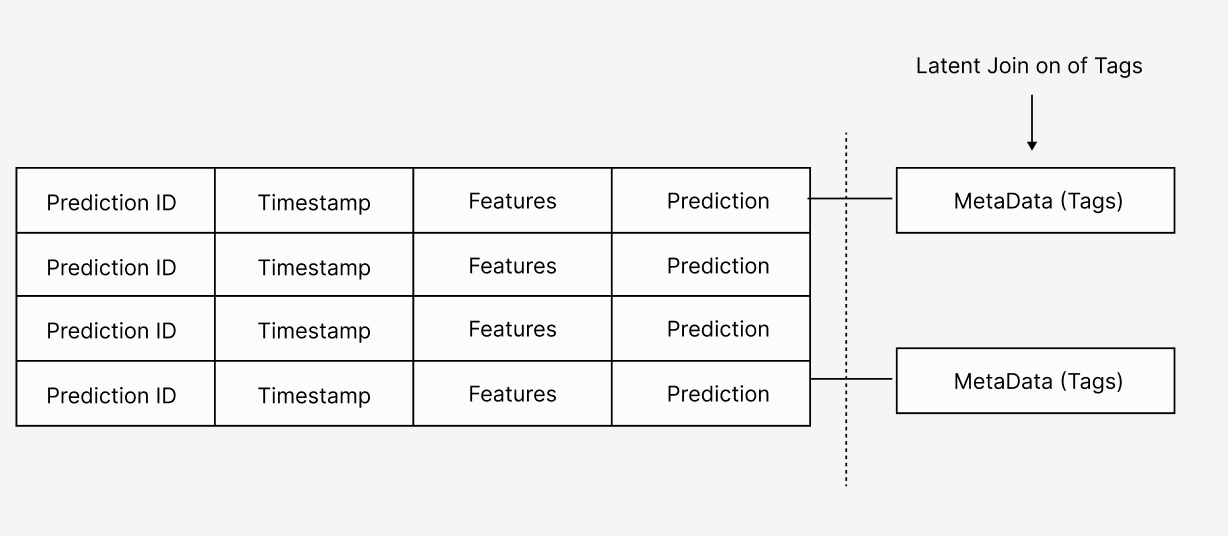 Latent Join on of Tags
Prediction ID Timestamp Features Prediction MetaData (Tags)
Prediction ID Timestamp Features Prediction
Prediction ID Timestamp Features Prediction
Prediction ID Timestamp Features Prediction MetaData (Tags)